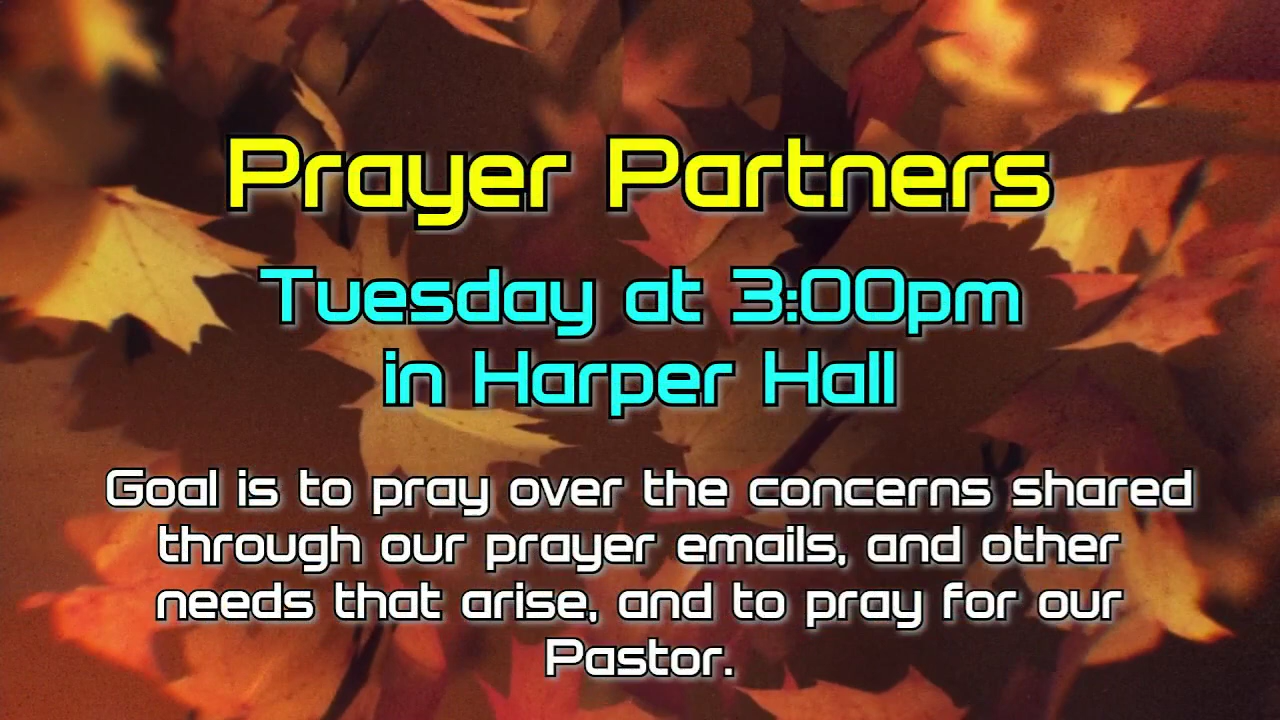 Prayer Partners
Tuesday at 3:00pm
in Harper Hall
Goal is to pray over the concerns shared
through our prayer emails, and other
needs that arise, and to pray for our
Pastor.